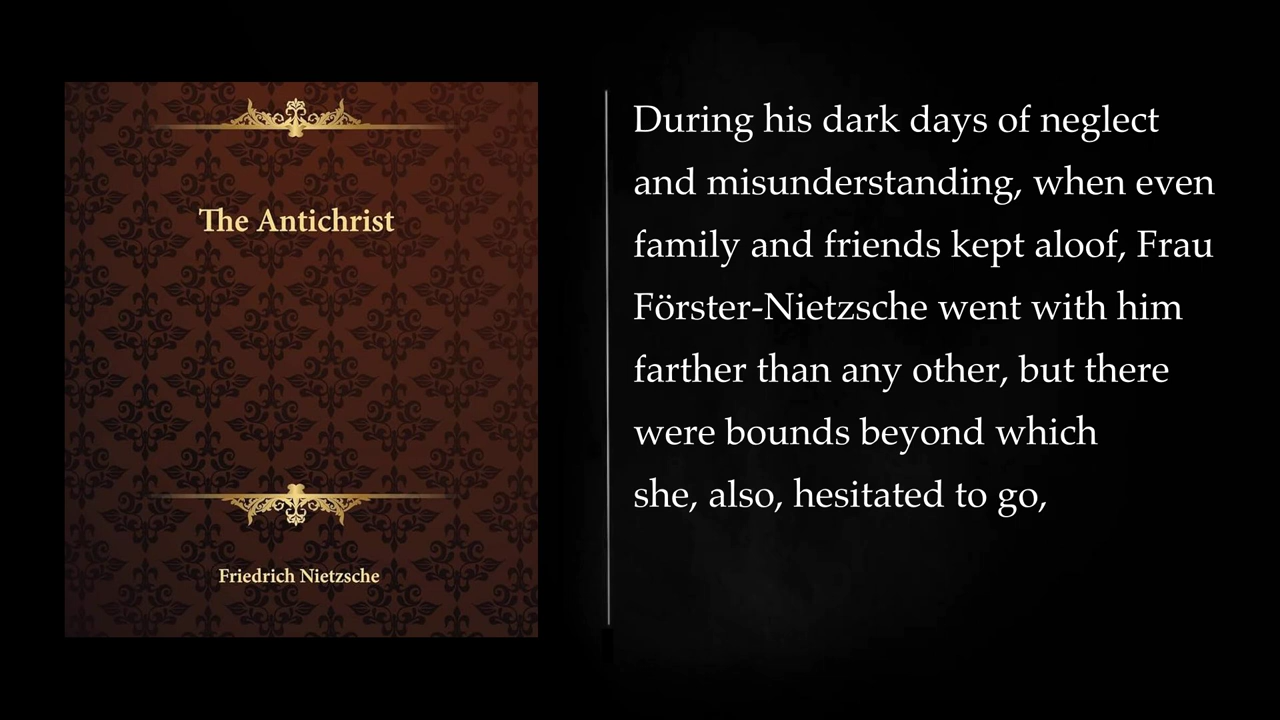 The Antichrist
Friedrich Nietzsche
During his dark days of neglect
and misunderstanding, when even
family and friends kept aloof, Frau
Förster-Nietzsche went with him
farther than any other, but there
were bounds beyond which
she, also, hesitated to go,